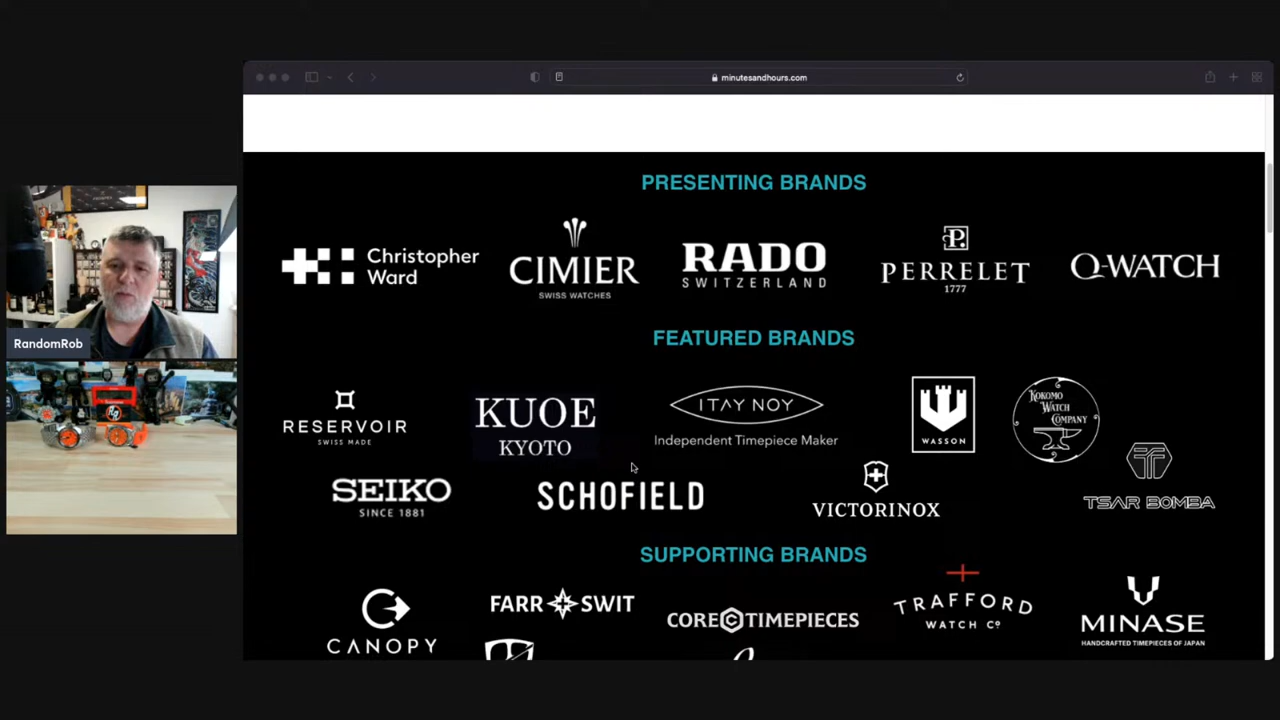 minutesandhours.com
PRESENTING BRANDS
Christopher
Ward
CIMIER
SWISS WATCHES
RADO
SWITZERLAND
P
PERRELET
1777
Q-WATCH
FEATURED BRANDS
RESERVOIR
SWISS MADE
KUOE
KYOTO
ITAY NOY
Independent Timepiece Maker
WASSON
KOKOMO
WATCH
COMPANY
SEIKO
SINCE 1881
SCHOFIELD
VICTORINOX
TSAR BOMBA
SUPPORTING BRANDS
CANOPY
FARR SWIT
CORE C TIMEPIECES
TRAFFORD
WATCH Cº
MINASE
HANDCRAFTED TIMEPIECES OF JAPAN
RandomRob